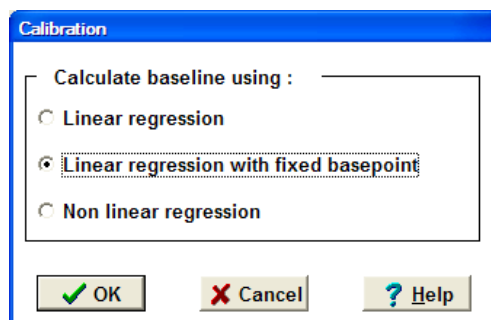 Calibration
Calculate baseline using :
Linear regression
Linear regression with fixed basepoint
Non linear regression
OK Cancel Help